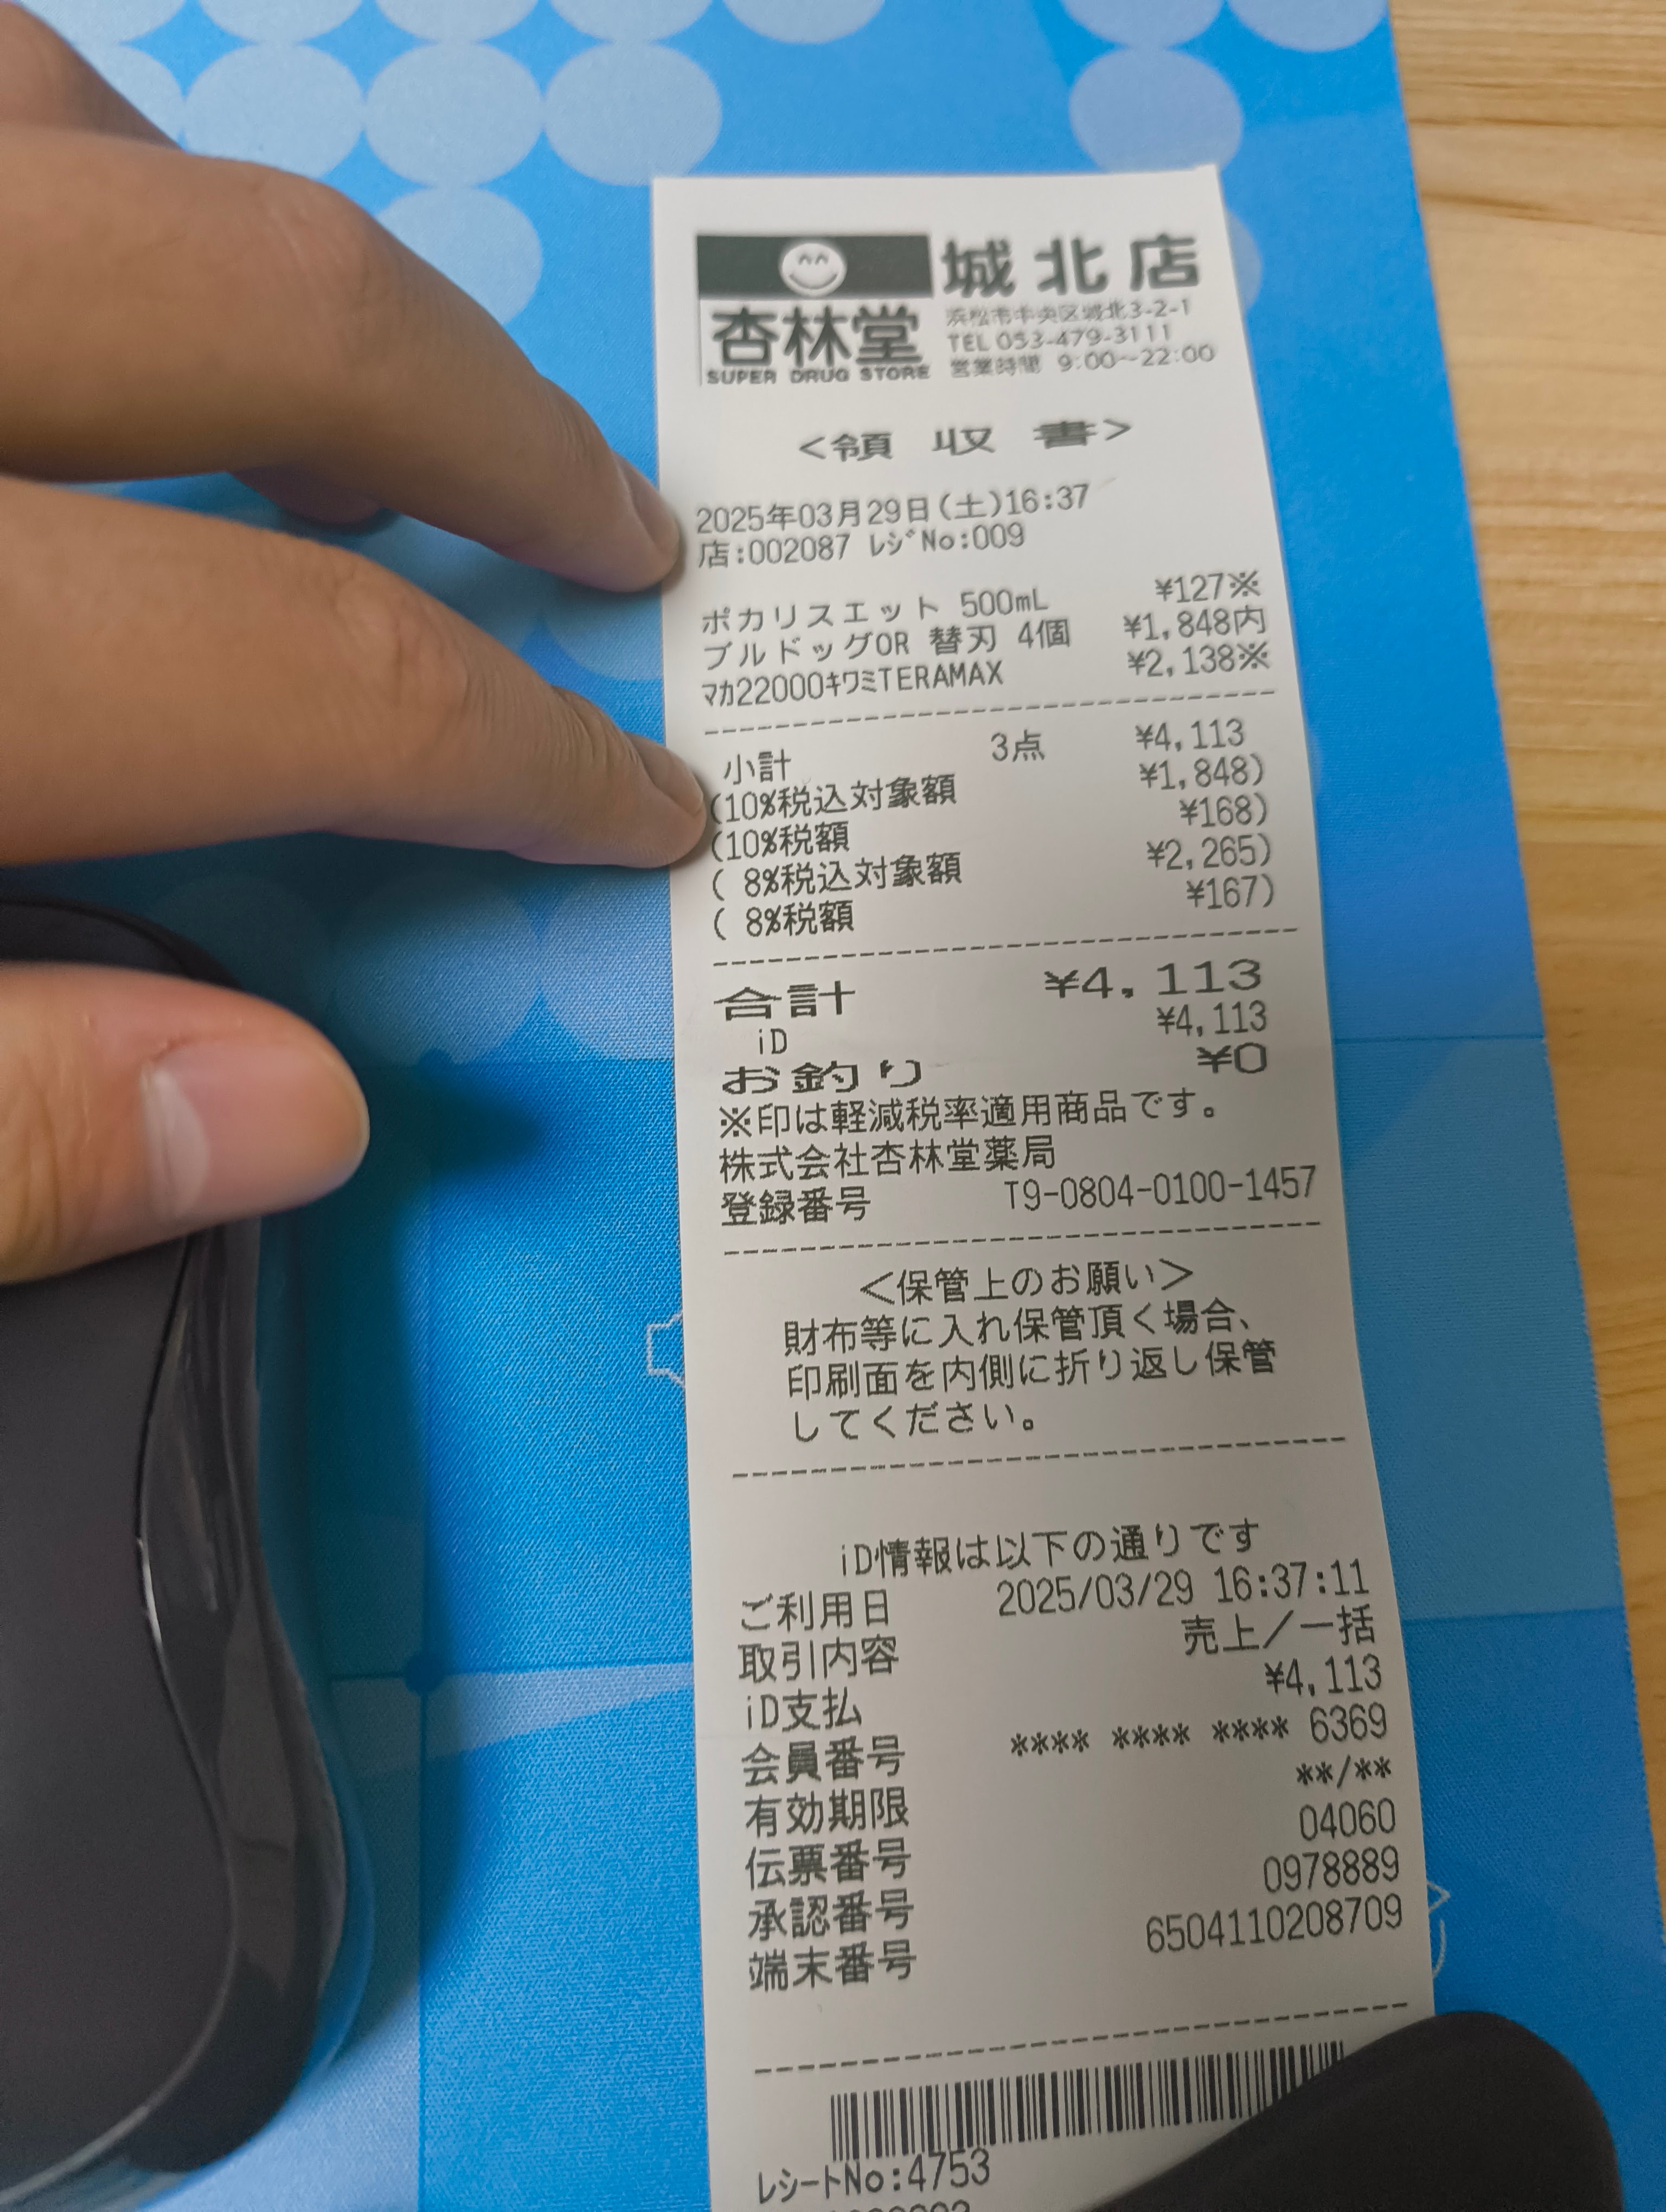 杏林堂
SUPER DRUG STORE
城北店
浜松市中央区城北3-2-1
TEL 053-479-3111
営業時間 9:00～22:00
<領収書>
2025年03月29日(土)16:37
店:002087 レジNo:009
ポカリスエット 500mL ¥127※
ブルドッグOR 替刃 4個 ¥1,848内
マカ22000キワミTERAMAX ¥2,138※
小計 3点 ¥4,113
(10%税込対象額 ¥1,848)
(10%税額 ¥168)
( 8%税込対象額 ¥2,265)
( 8%税額 ¥167)
合計 ¥4,113
iD ¥4,113
お釣り ¥0
※印は軽減税率適用商品です。
株式会社杏林堂薬局
登録番号 T9-0804-0100-1457
<保管上のお願い>
財布等に入れ保管頂く場合、
印刷面を内側に折り返し保管
してください。
iD情報は以下の通りです
ご利用日 2025/03/29 16:37:11
取引内容 売上／一括
iD支払 ¥4,113
会員番号 **** **** **** 6369
有効期限 **/**
伝票番号 04060
承認番号 0978889
端末番号 6504110208709
レシートNo:4753